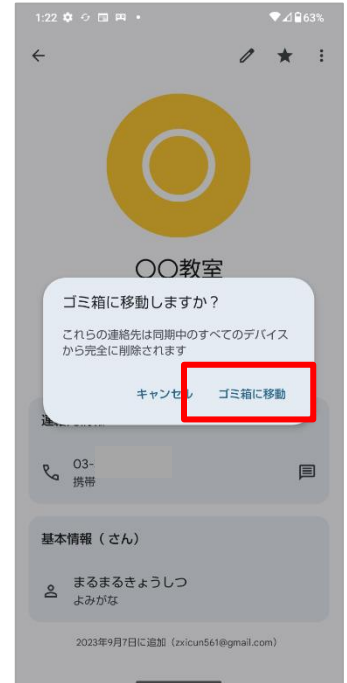 1:22
63%
〇〇教室
ゴミ箱に移動しますか？
これらの連絡先は同期中のすべてのデバイス
から完全に削除されます
キャンセル ゴミ箱に移動
03-
携帯
基本情報（ さん）
まるまるきょうしつ
よみがな
2023年9月7日に追加（zxicun561@gmail.com）